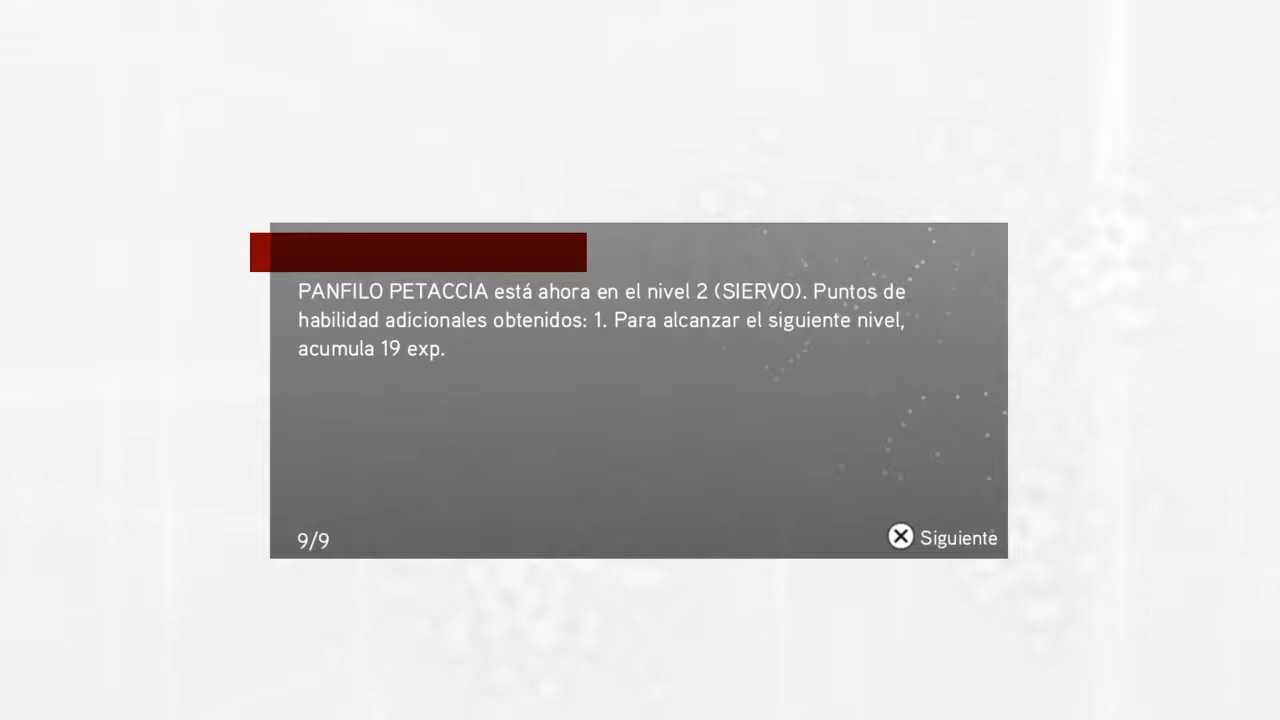 PANFILO PETACCIA está ahora en el nivel 2 (SIERVO). Puntos de
habilidad adicionales obtenidos: 1. Para alcanzar el siguiente nivel,
acumula 19 exp.
9/9
Siguiente